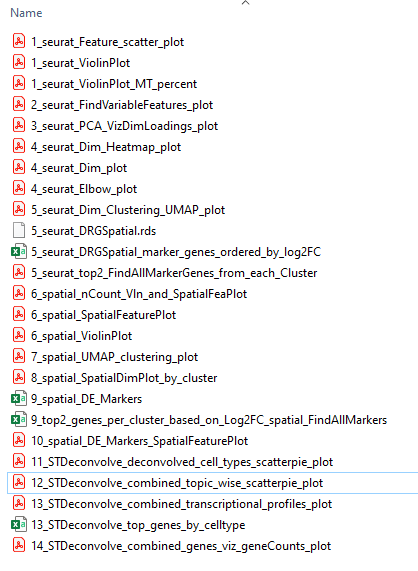 Name
1_seurat_Feature_scatter_plot
1_seurat_ViolinPlot
1_seurat_ViolinPlot_MT_percent
2_seurat_FindVariableFeatures_plot
3_seurat_PCA_VizDimLoadings_plot
4_seurat_Dim_Heatmap_plot
4_seurat_Dim_plot
4_seurat_Elbow_plot
5_seurat_Dim_Clustering_UMAP_plot
5_seurat_DRGSpatial.rds
5_seurat_DRGSpatial_marker_genes_ordered_by_log2FC
5_seurat_top2_FindAllMarkerGenes_from_each_Cluster
6_spatial_nCount_Vln_and_SpatialFeaPlot
6_spatial_SpatialFeaturePlot
6_spatial_ViolinPlot
7_spatial_UMAP_clustering_plot
8_spatial_SpatialDimPlot_by_cluster
9_spatial_DE_Markers
9_top2_genes_per_cluster_based_on_Log2FC_spatial_FindAllMarkers
10_spatial_DE_Markers_SpatialFeaturePlot
11_STDeconvolve_deconvolved_cell_types_scatterpie_plot
12_STDeconvolve_combined_topic_wise_scatterpie_plot
13_STDeconvolve_combined_transcriptional_profiles_plot
13_STDeconvolve_top_genes_by_celltype
14_STDeconvolve_combined_genes_viz_geneCounts_plot